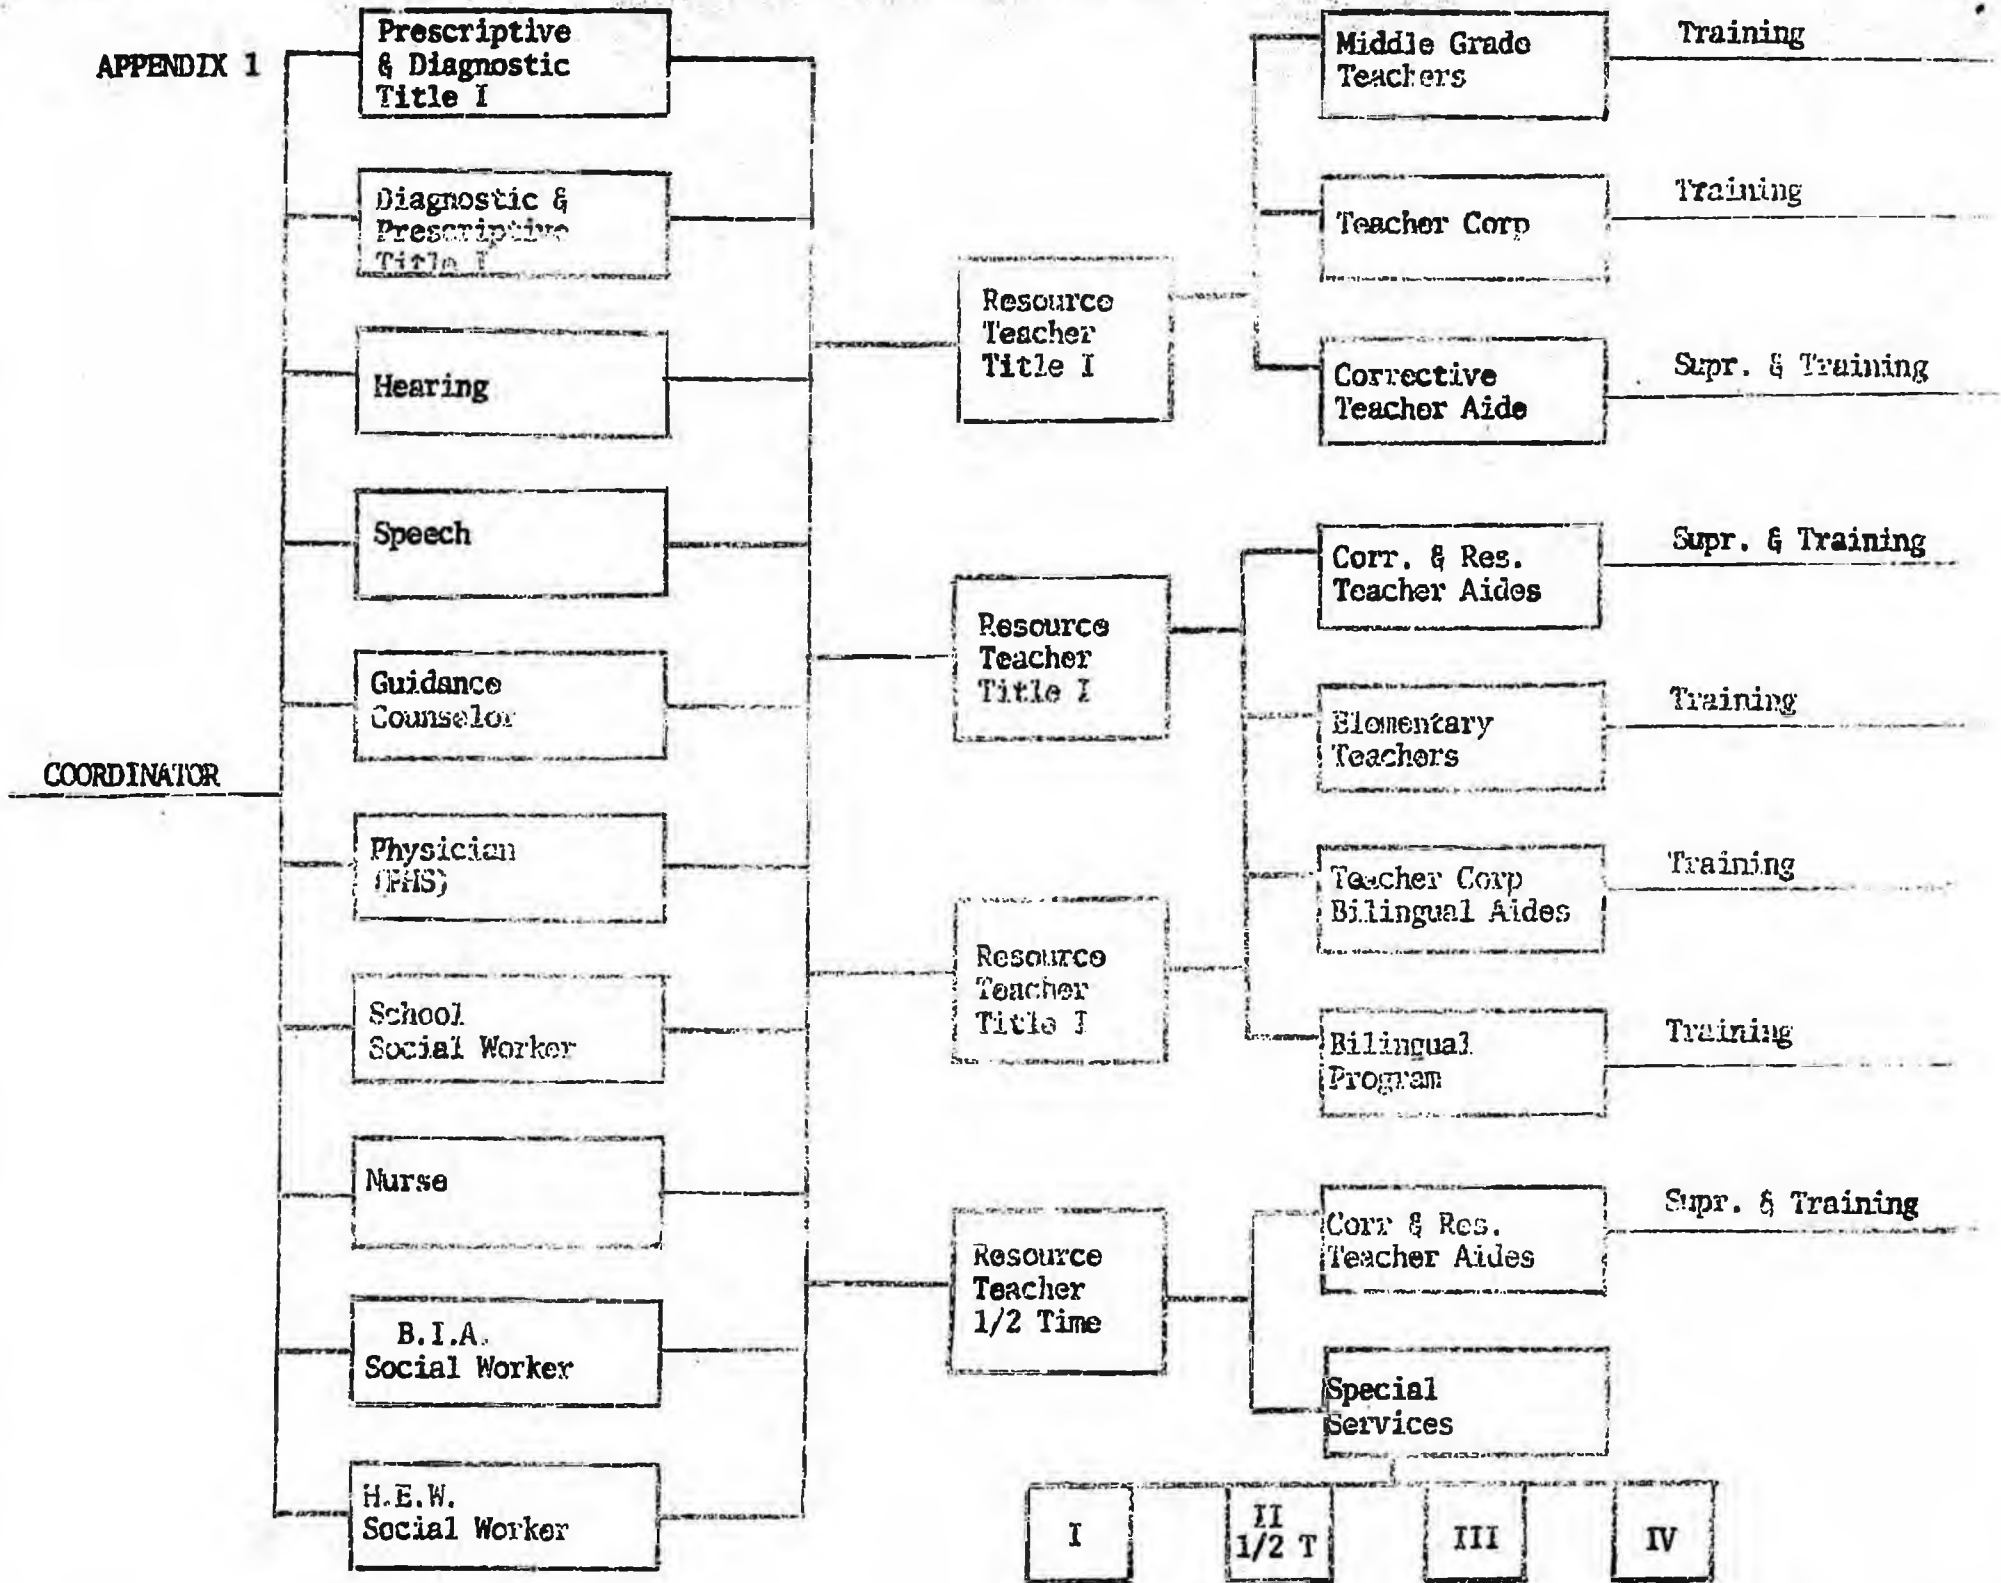 APPENDIX 1
Prescriptive
& Diagnostic
Title I
Diagnostic &
Prescriptive
Title I
Hearing
Speech
Guidance
Counselor
COORDINATOR
Physician
(PHS)
School
Social Worker
Nurse
B.I.A.
Social Worker
H.E.W.
Social Worker
Resource
Teacher
Title I
Resource
Teacher
Title I
Resource
Teacher
Title I
Resource
Teacher
1/2 Time
Middle Grade
Teachers
Training
Teacher Corp
Training
Corrective
Teacher Aide
Supr. & Training
Corr. & Res.
Teacher Aides
Supr. & Training
Elementary
Teachers
Training
Teacher Corp
Bilingual Aides
Training
Bilingual
Program
Training
Corr & Res.
Teacher Aides
Supr. & Training
Special
Services
I
II
1/2 T
III
IV